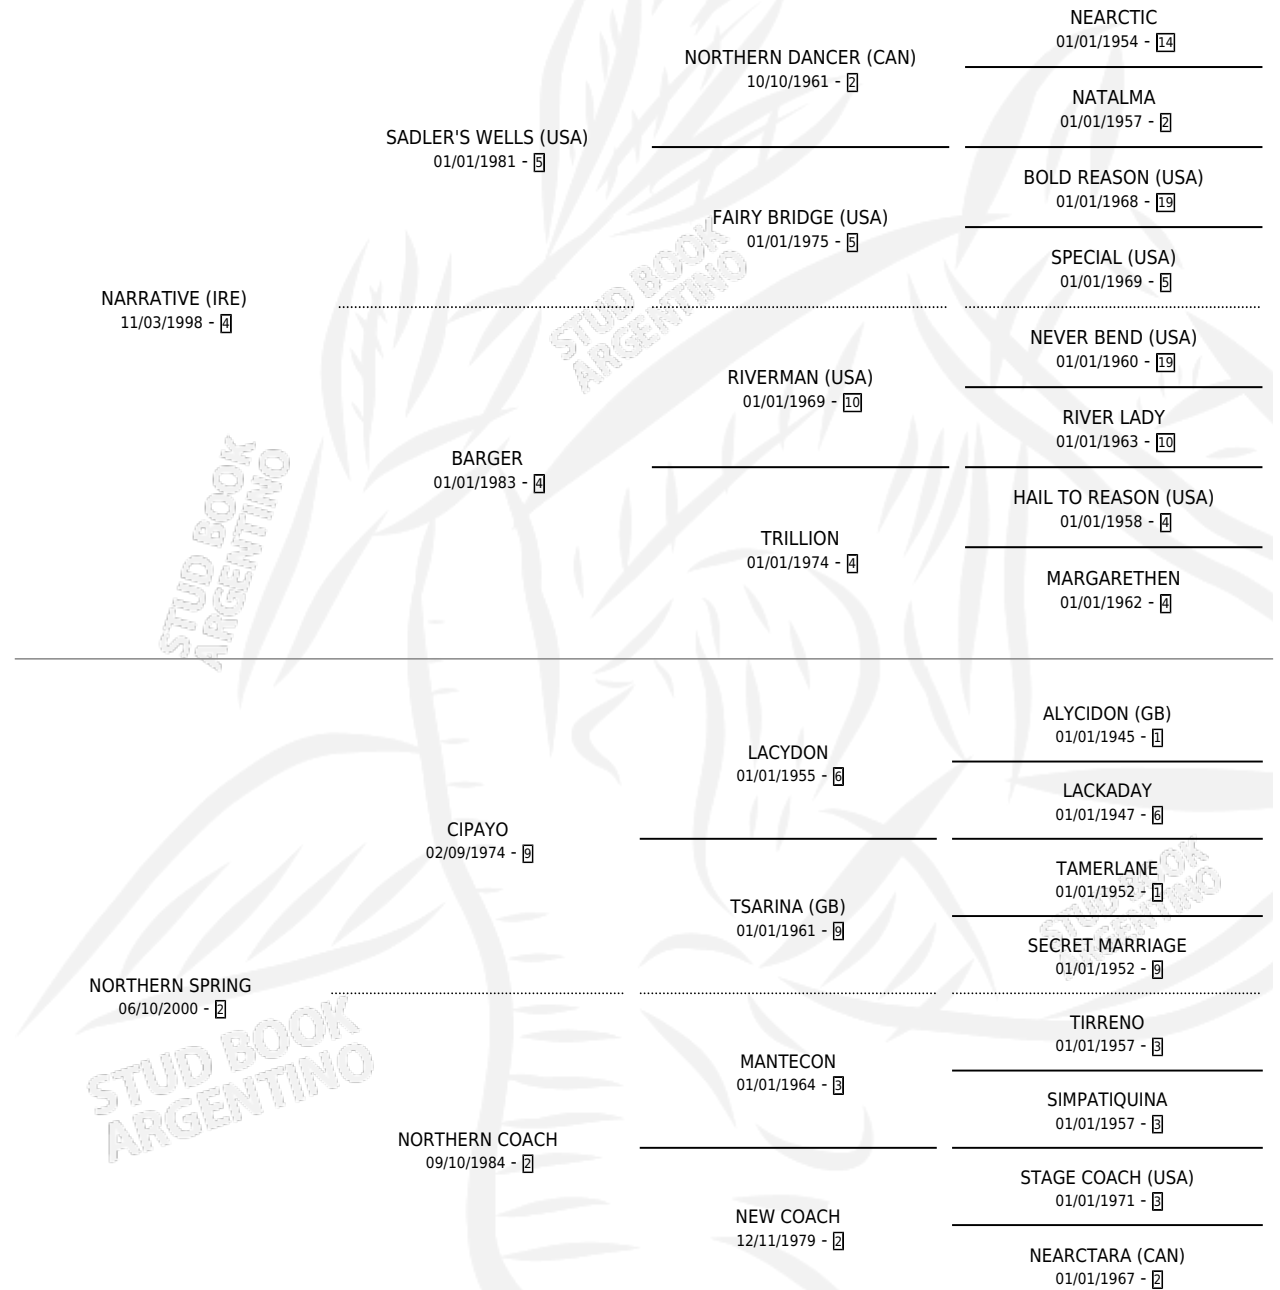 NEARCTIC
01/01/1954 - 14
NORTHERN DANCER (CAN)
10/10/1961 - 2
NATALMA
01/01/1957 - 2
SADLER'S WELLS (USA)
01/01/1981 - 5
BOLD REASON (USA)
01/01/1968 - 19
FAIRY BRIDGE (USA)
01/01/1975 - 5
SPECIAL (USA)
01/01/1969 - 5
NARRATIVE (IRE)
11/03/1998 - 4
NEVER BEND (USA)
01/01/1960 - 19
RIVERMAN (USA)
01/01/1969 - 10
RIVER LADY
01/01/1963 - 10
BARGER
01/01/1983 - 4
HAIL TO REASON (USA)
01/01/1958 - 4
TRILLION
01/01/1974 - 4
MARGARETHEN
01/01/1962 - 4
STUD BOOK
ARGENTINO
STUD BOOK
ARGENTINO
ALYCIDON (GB)
01/01/1945 - 1
LACYDON
01/01/1955 - 6
LACKADAY
01/01/1947 - 6
CIPAYO
02/09/1974 - 9
TAMERLANE
01/01/1952 - 1
TSARINA (GB)
01/01/1961 - 9
SECRET MARRIAGE
01/01/1952 - 9
STUD BOOK
ARGENTINO
NORTHERN SPRING
06/10/2000 - 2
TIRRENO
01/01/1957 - 3
MANTECON
01/01/1964 - 3
SIMPATIQUINA
01/01/1957 - 3
NORTHERN COACH
09/10/1984 - 2
STAGE COACH (USA)
01/01/1971 - 3
NEW COACH
12/11/1979 - 2
NEARCTARA (CAN)
01/01/1967 - 2
STUD BOOK
ARGENTINO